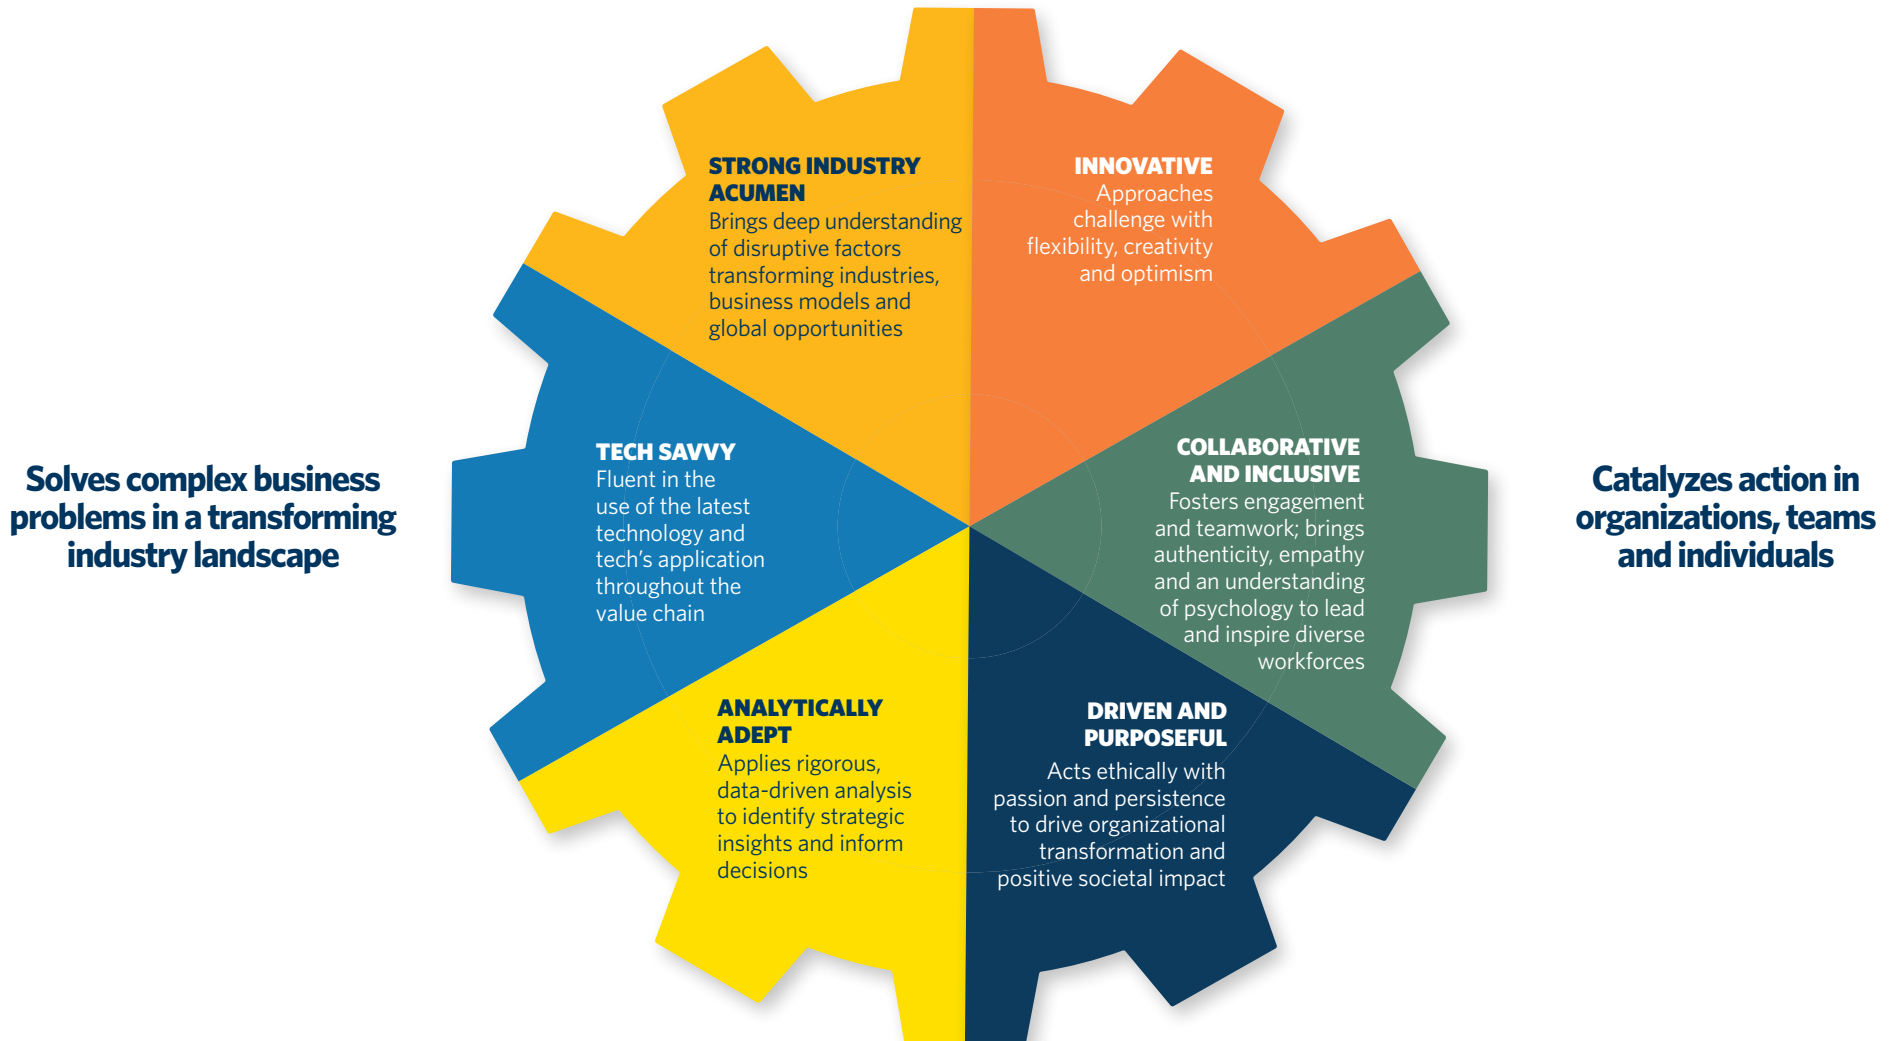 Solves complex business
problems in a transforming
industry landscape
STRONG INDUSTRY
ACUMEN
Brings deep understanding
of disruptive factors
transforming industries,
business models and
global opportunities
TECH SAVVY
Fluent in the
use of the latest
technology and
tech's application
throughout the
value chain
ANALYTICALLY
ADEPT
Applies rigorous,
data-driven analysis
to identify strategic
insights and inform
decisions
INNOVATIVE
Approaches
challenge with
flexibility, creativity
and optimism
COLLABORATIVE
AND INCLUSIVE
Fosters engagement
and teamwork; brings
authenticity, empathy
and an understanding
of psychology to lead
and inspire diverse
workforces
DRIVEN AND
PURPOSEFUL
Acts ethically with
passion and persistence
to drive organizational
transformation and
positive societal impact
Catalyzes action in
organizations, teams
and individuals